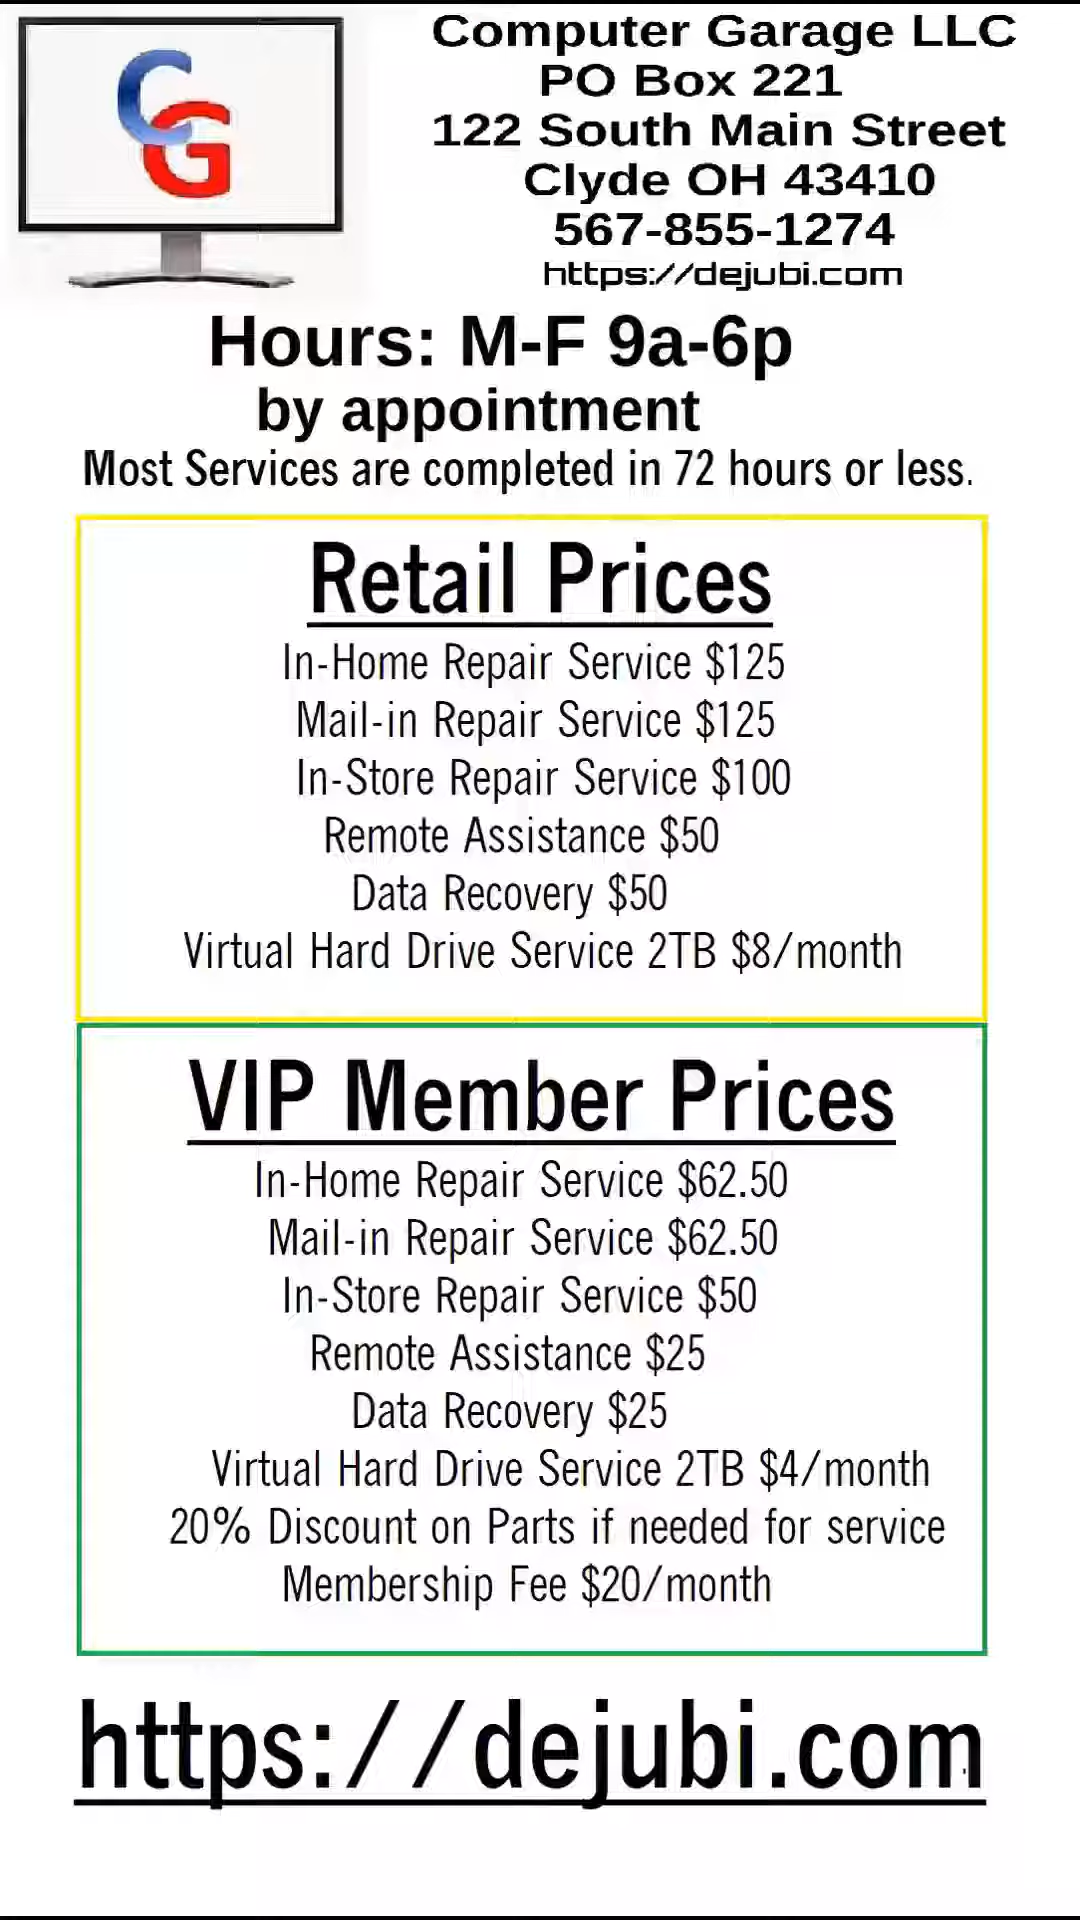 CG
Computer Garage LLC
PO Box 221
122 South Main Street
Clyde OH 43410
567-855-1274
https://dejubi.com
Hours: M-F 9a-6p
by appointment
Most Services are completed in 72 hours or less.
Retail Prices
In-Home Repair Service $125
Mail-in Repair Service $125
In-Store Repair Service $100
Remote Assistance $50
Data Recovery $50
Virtual Hard Drive Service 2TB $8/month
VIP Member Prices
In-Home Repair Service $62.50
Mail-in Repair Service $62.50
In-Store Repair Service $50
Remote Assistance $25
Data Recovery $25
Virtual Hard Drive Service 2TB $4/month
20% Discount on Parts if needed for service
Membership Fee $20/month
https://dejubi.com